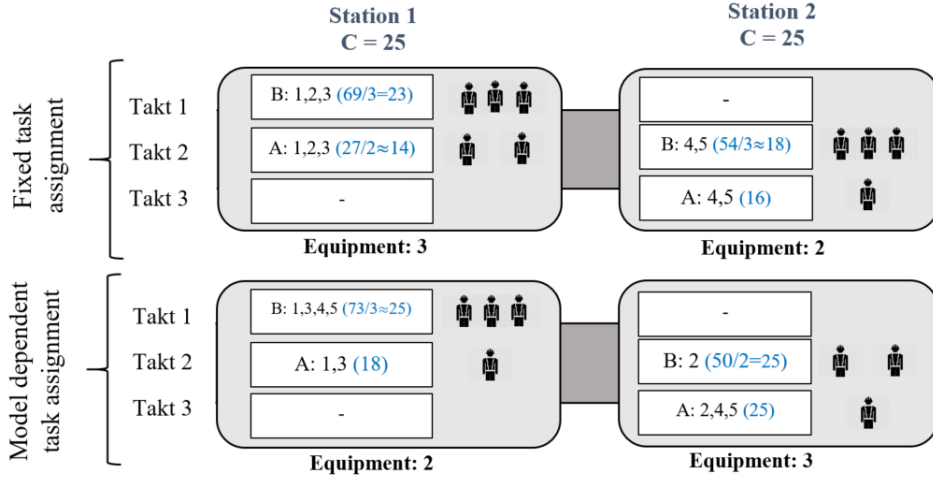 Station 1
C = 25
Station 2
C = 25
Fixed task
assignment
Takt 1
B: 1,2,3 (69/3=23)
-
Takt 2
A: 1,2,3 (27/2≈14)
B: 4,5 (54/3≈18)
Takt 3
-
A: 4,5 (16)
Equipment: 3
Equipment: 2
Model dependent
task assignment
Takt 1
B: 1,3,4,5 (73/3≈25)
-
Takt 2
A: 1,3 (18)
B: 2 (50/2=25)
Takt 3
-
A: 2,4,5 (25)
Equipment: 2
Equipment: 3